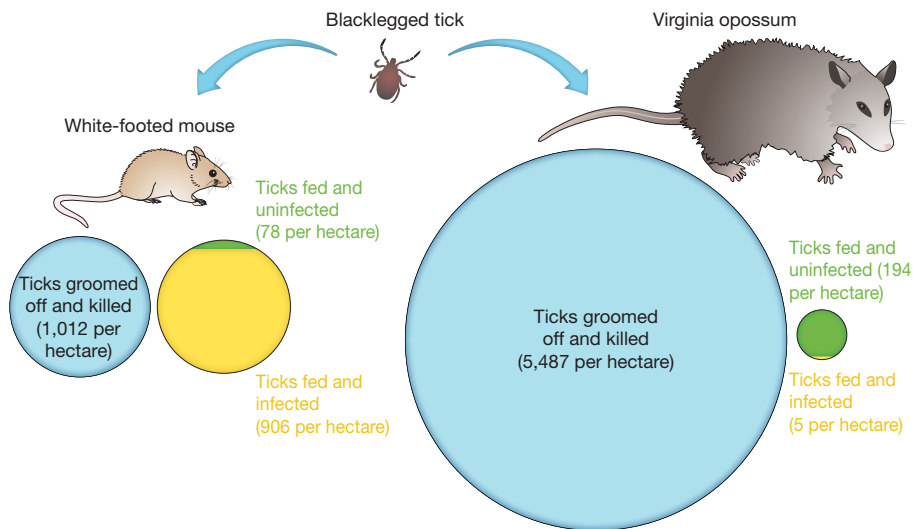 Blacklegged tick
Virginia opossum
White-footed mouse
Ticks fed and
uninfected
(78 per hectare)
Ticks groomed
off and killed
(1,012 per
hectare)
Ticks fed and
infected
(906 per hectare)
Ticks groomed
off and killed
(5,487 per hectare)
Ticks fed and
uninfected (194
per hectare)
Ticks fed and
infected
(5 per hectare)